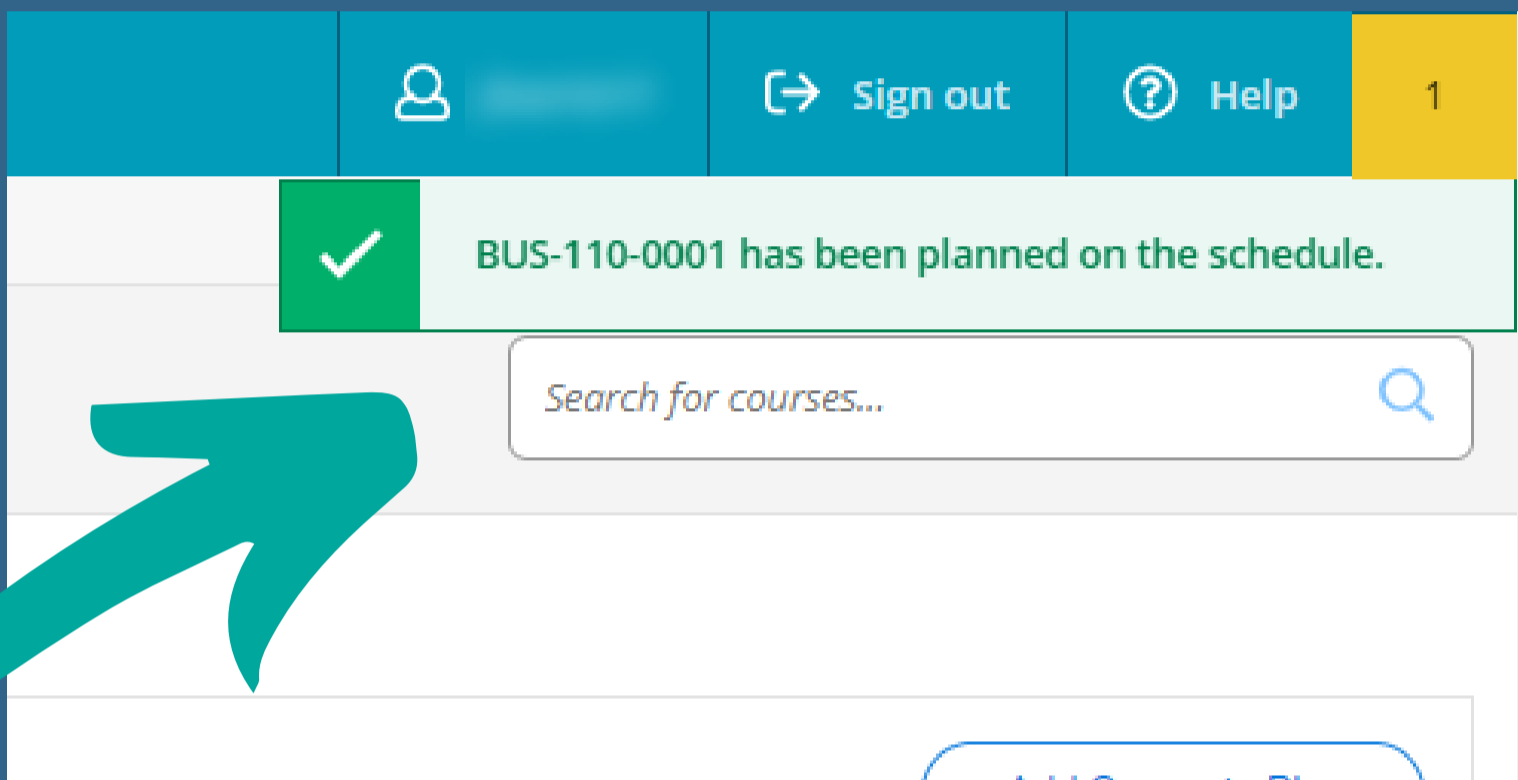 Sign out
Help
1
BUS-110-0001 has been planned on the schedule.
Search for courses...